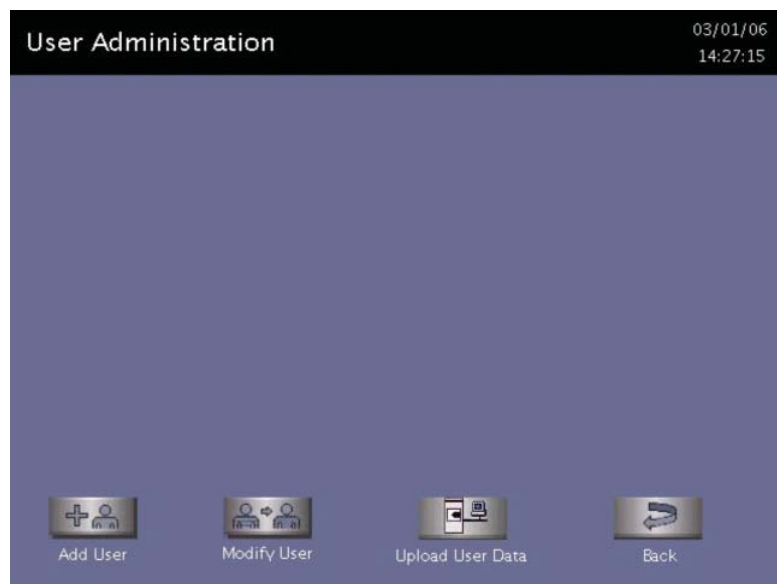 User Administration
03/01/06
14:27:15
Add User
Modify User
Upload User Data
Back